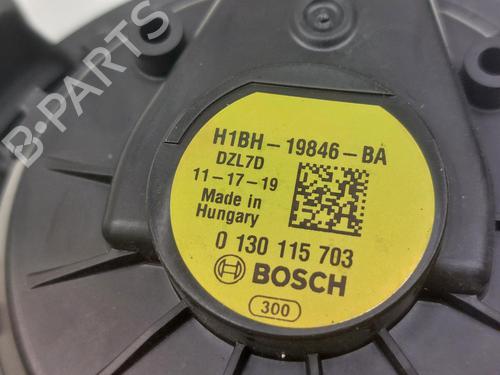 B-PARTS
H1BH-19846-BA
DZL7D
11-17-19
Made in
Hungary
0 130 115 703
BOSCH
300